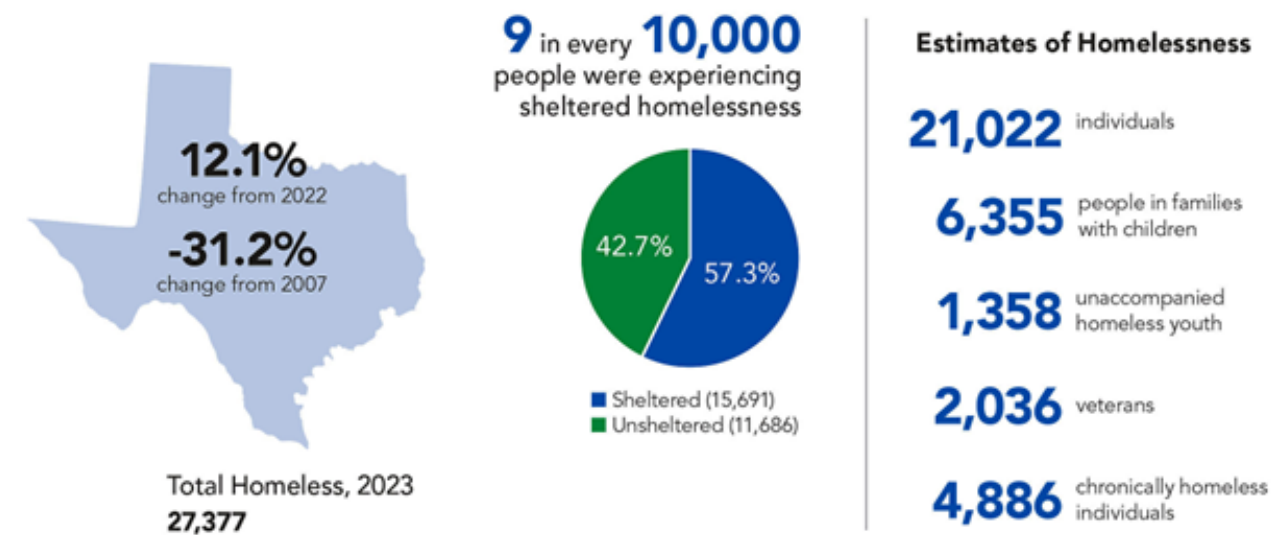 12.1%
change from 2022
-31.2%
change from 2007
Total Homeless, 2023
27,377
9 in every 10,000
people were experiencing
sheltered homelessness
42.7%
57.3%
Sheltered (15,691)
Unsheltered (11,686)
Estimates of Homelessness
21,022 individuals
6,355 people in families
with children
1,358 unaccompanied
homeless youth
2,036 veterans
4,886 chronically homeless
individuals